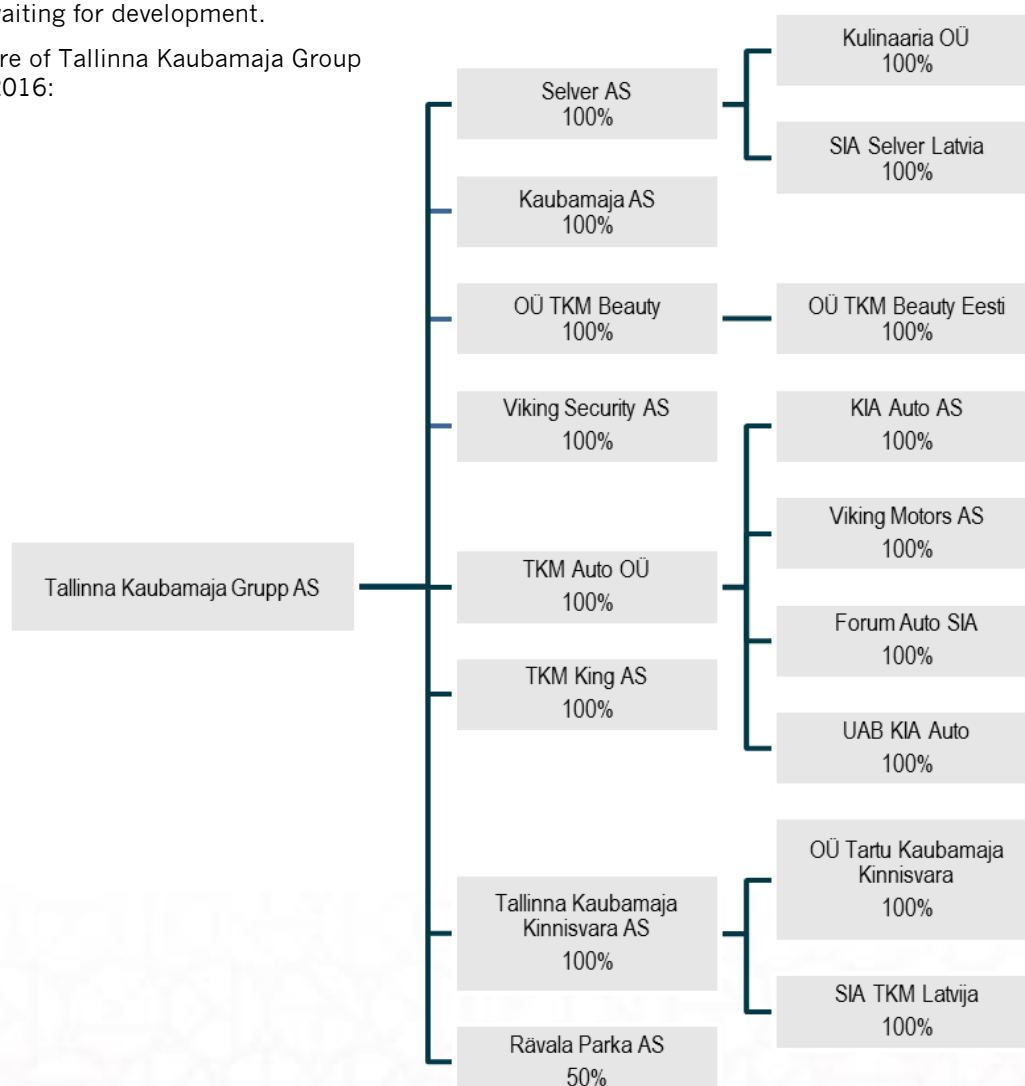 waiting for development.
re of Tallinna Kaubamaja Group
2016:
Kulinaaria OÜ
100%
Selver AS
100%
SIA Selver Latvia
100%
Kaubamaja AS
100%
OÜ TKM Beauty
100%
OÜ TKM Beauty Eesti
100%
Viking Security AS
100%
KIA Auto AS
100%
Viking Motors AS
100%
Tallinna Kaubamaja Grupp AS
TKM Auto OÜ
100%
Forum Auto SIA
100%
TKM King AS
100%
UAB KIA Auto
100%
OÜ Tartu Kaubamaja
Kinnisvara
100%
Tallinna Kaubamaja
Kinnisvara AS
100%
SIA TKM Latvija
100%
Rävala Parka AS
50%